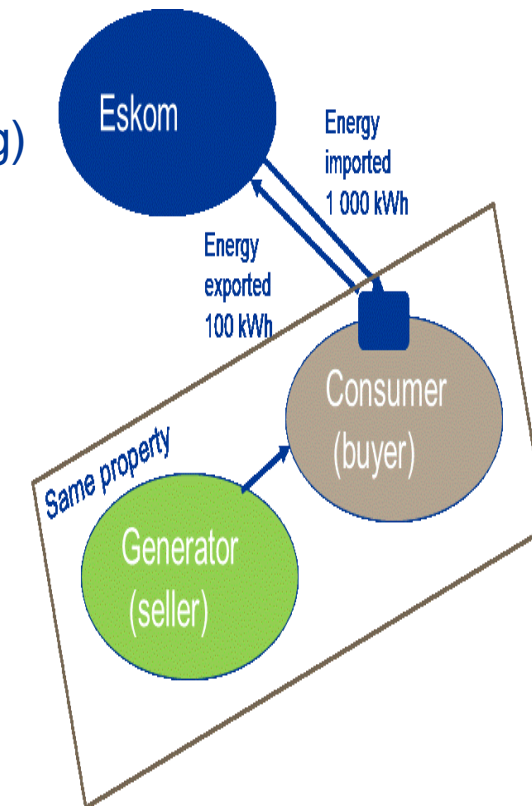 Eskom
g)
Energy
imported
1 000 kWh
Energy
exported
100 kWh
Consumer
(buyer)
Same property
Generator
(seller)